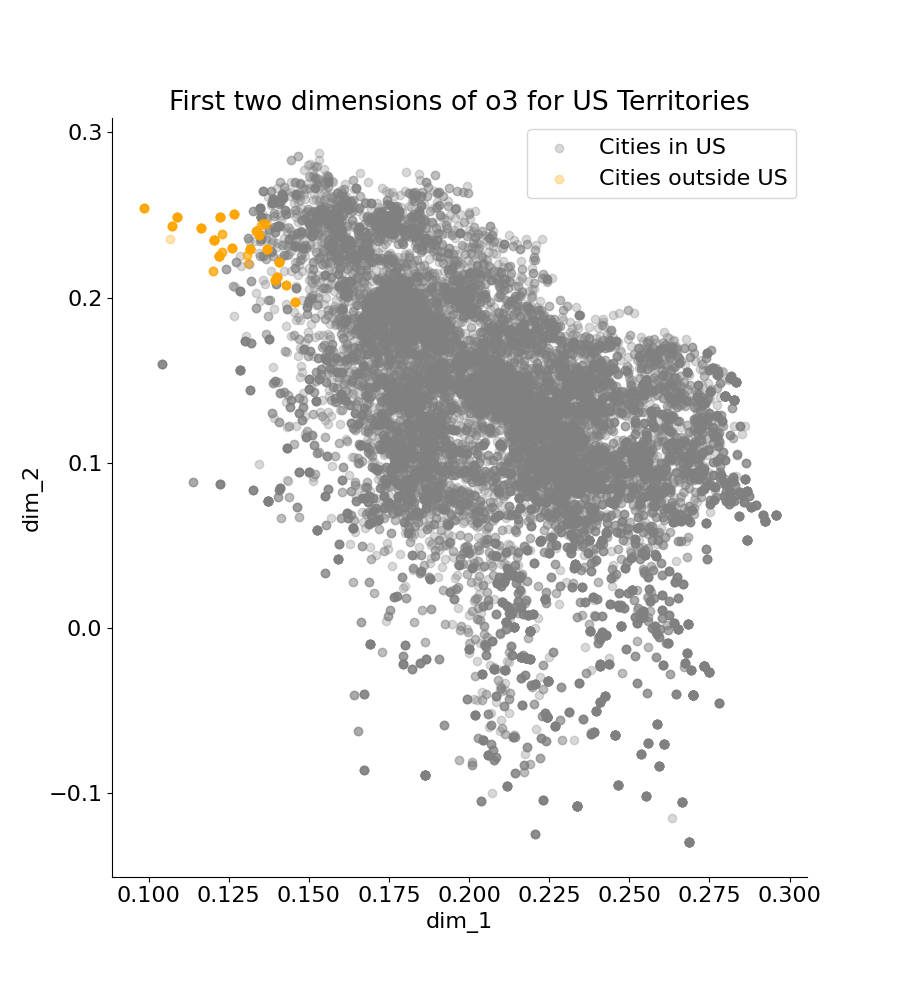 First two dimensions of o3 for US Territories
Cities in US
Cities outside US
0.3
0.2
0.1
0.0
−0.1
dim_2
0.100 0.125 0.150 0.175 0.200 0.225 0.250 0.275 0.300
dim_1